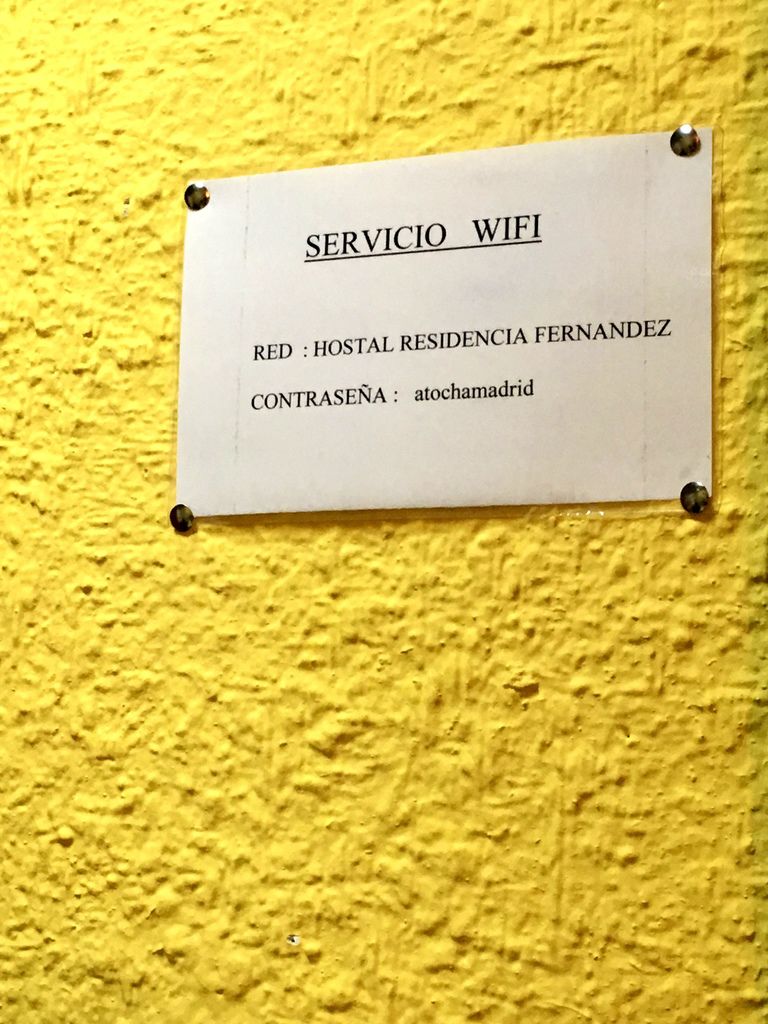 SERVICIO WIFI
RED : HOSTAL RESIDENCIA FERNANDEZ
CONTRASEÑA : atochamadrid